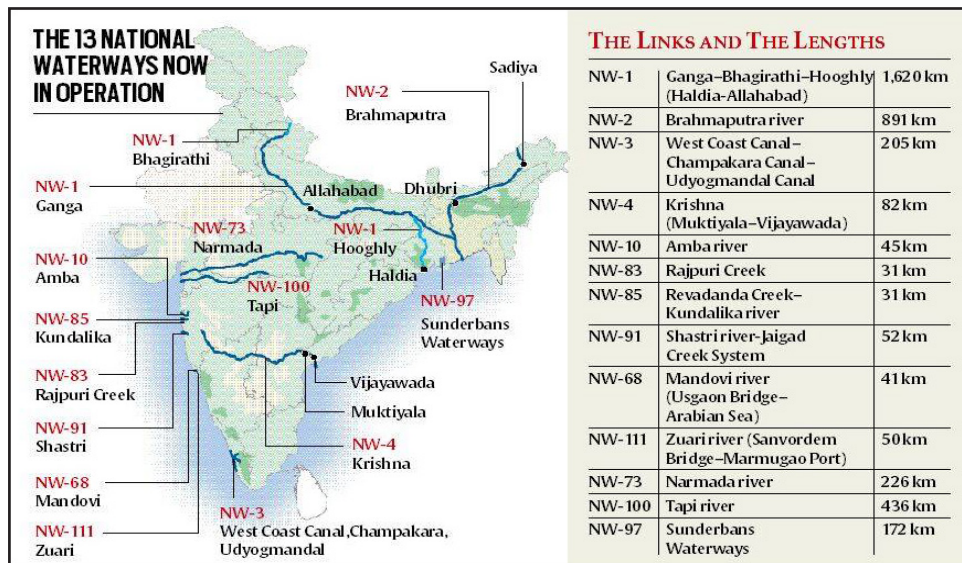 THE 13 NATIONAL
WATERWAYS NOW
IN OPERATION
Sadiya
NW-2
Brahmaputra
NW-1
Bhagirathi
NW-1
Ganga
Allahabad
Dhubri
NW-73
Narmada
NW-1
Hooghly
NW-10
Amba
Haldia
NW-100
Tapi
NW-97
Sunderbans
Waterways
NW-85
Kundalika
NW-83
Rajpuri Creek
Vijayawada
Muktiyala
NW-91
Shastri
NW-4
Krishna
NW-68
Mandovi
NW-3
West Coast Canal,Champakara,
Udyogmandal
NW-111
Zuari
THE LINKS AND THE LENGTHS
NW-1 Ganga–Bhagirathi–Hooghly 1,620 km
(Haldia-Allahabad)
NW-2 Brahmaputra river 891 km
NW-3 West Coast Canal– 205 km
Champakara Canal–
Udyogmandal Canal
NW-4 Krishna 82 km
(Muktiyala–Vijayawada)
NW-10 Amba river 45 km
NW-83 Rajpuri Creek 31 km
NW-85 Revadanda Creek– 31 km
Kundalika river
NW-91 Shastri river-Jaigad 52 km
Creek System
NW-68 Mandovi river 41 km
(Usgaon Bridge–
Arabian Sea)
NW-111 Zuari river (Sanvordem 50 km
Bridge–Marmugao Port)
NW-73 Narmada river 226 km
NW-100 Tapi river 436 km
NW-97 Sunderbans 172 km
Waterways